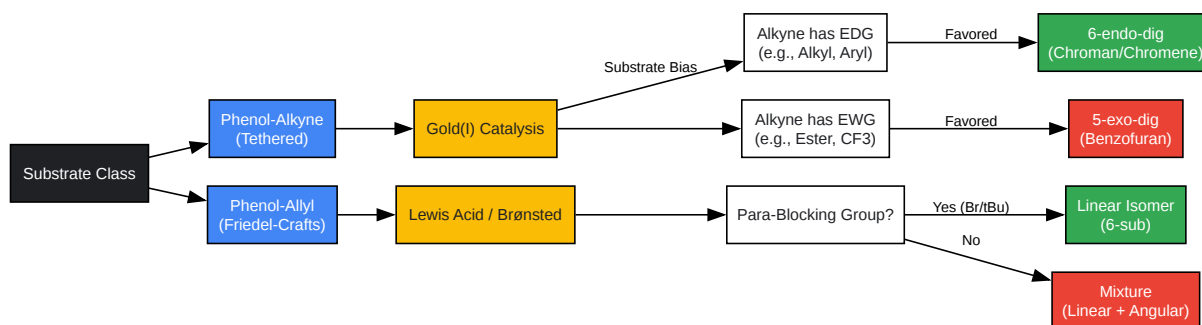 Substrate Class
Phenol-Alkyne
(Tethered)
Phenol-Allyl
(Friedel-Crafts)
Gold(I) Catalysis
Lewis Acid / Brønsted
Substrate Bias
Alkyne has EDG
(e.g., Alkyl, Aryl)
Alkyne has EWG
(e.g., Ester, CF3)
Para-Blocking Group?
Favored
Favored
Yes (Br/tBu)
No
6-endo-dig
(Chroman/Chromene)
5-exo-dig
(Benzofuran)
Linear Isomer
(6-sub)
Mixture
(Linear + Angular)